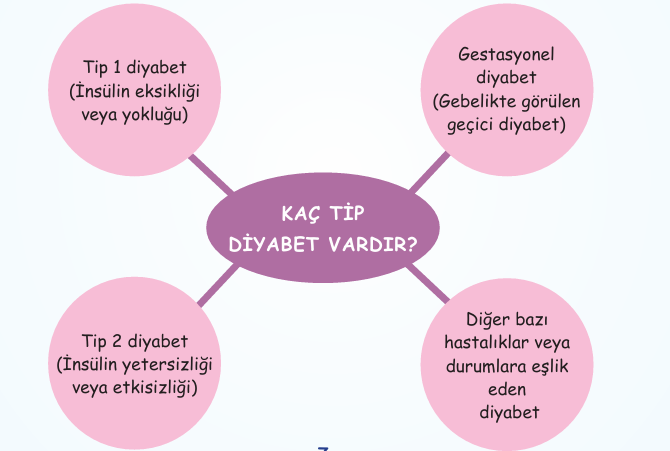 Tip 1 diyabet
(İnsülin eksikliği
veya yokluğu)
Gestasyonel
diyabet
(Gebelikte görülen
geçici diyabet)
KAÇ TİP
DİYABET VARDIR?
Tip 2 diyabet
(İnsülin yetersizliği
veya etkisizliği)
Diğer bazı
hastalıklar veya
durumlara eşlik
eden
diyabet